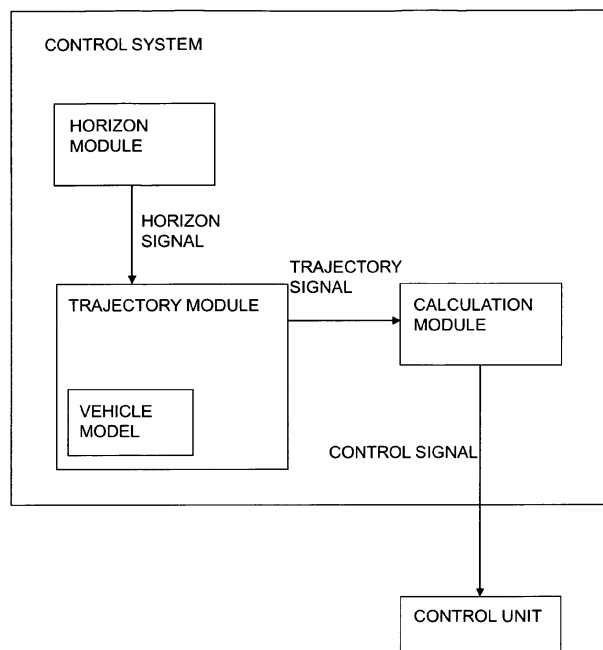 CONTROL SYSTEM
HORIZON
MODULE
HORIZON
SIGNAL
TRAJECTORY
SIGNAL
TRAJECTORY MODULE
CALCULATION
MODULE
VEHICLE
MODEL
CONTROL SIGNAL
CONTROL UNIT